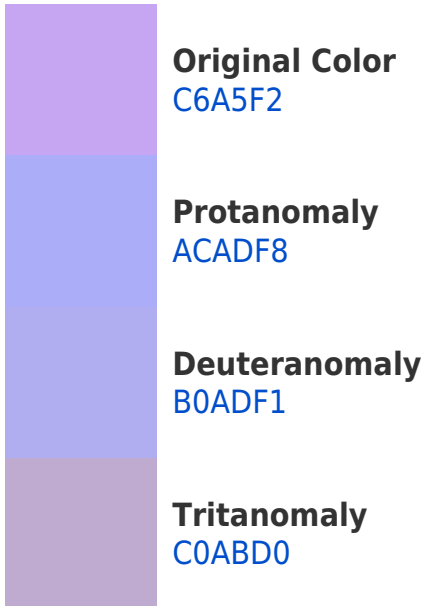 Original Color
C6A5F2
Protanomaly
ACADF8
Deuteranomaly
B0ADF1
Tritanomaly
C0ABD0